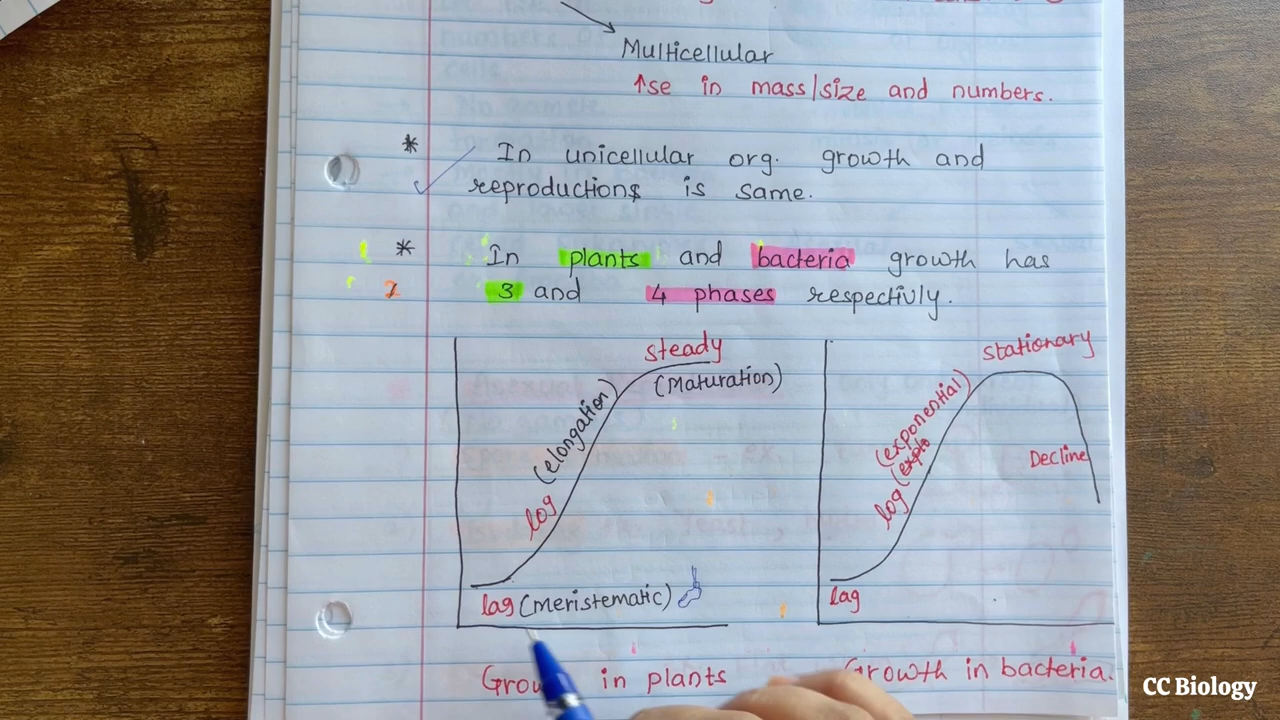 Multicellular
↑se in mass/size and numbers.
* In unicellular org. growth and
reproductions is same.
* In plants and bacteria growth has
3 and 4 phases respectivly.
steady
(Maturation)
(elongation)
log
lag (meristematic)
Growth in plants
stationary
(exponential)
log (expo
Decline
lag
Growth in bacteria.
CC Biology